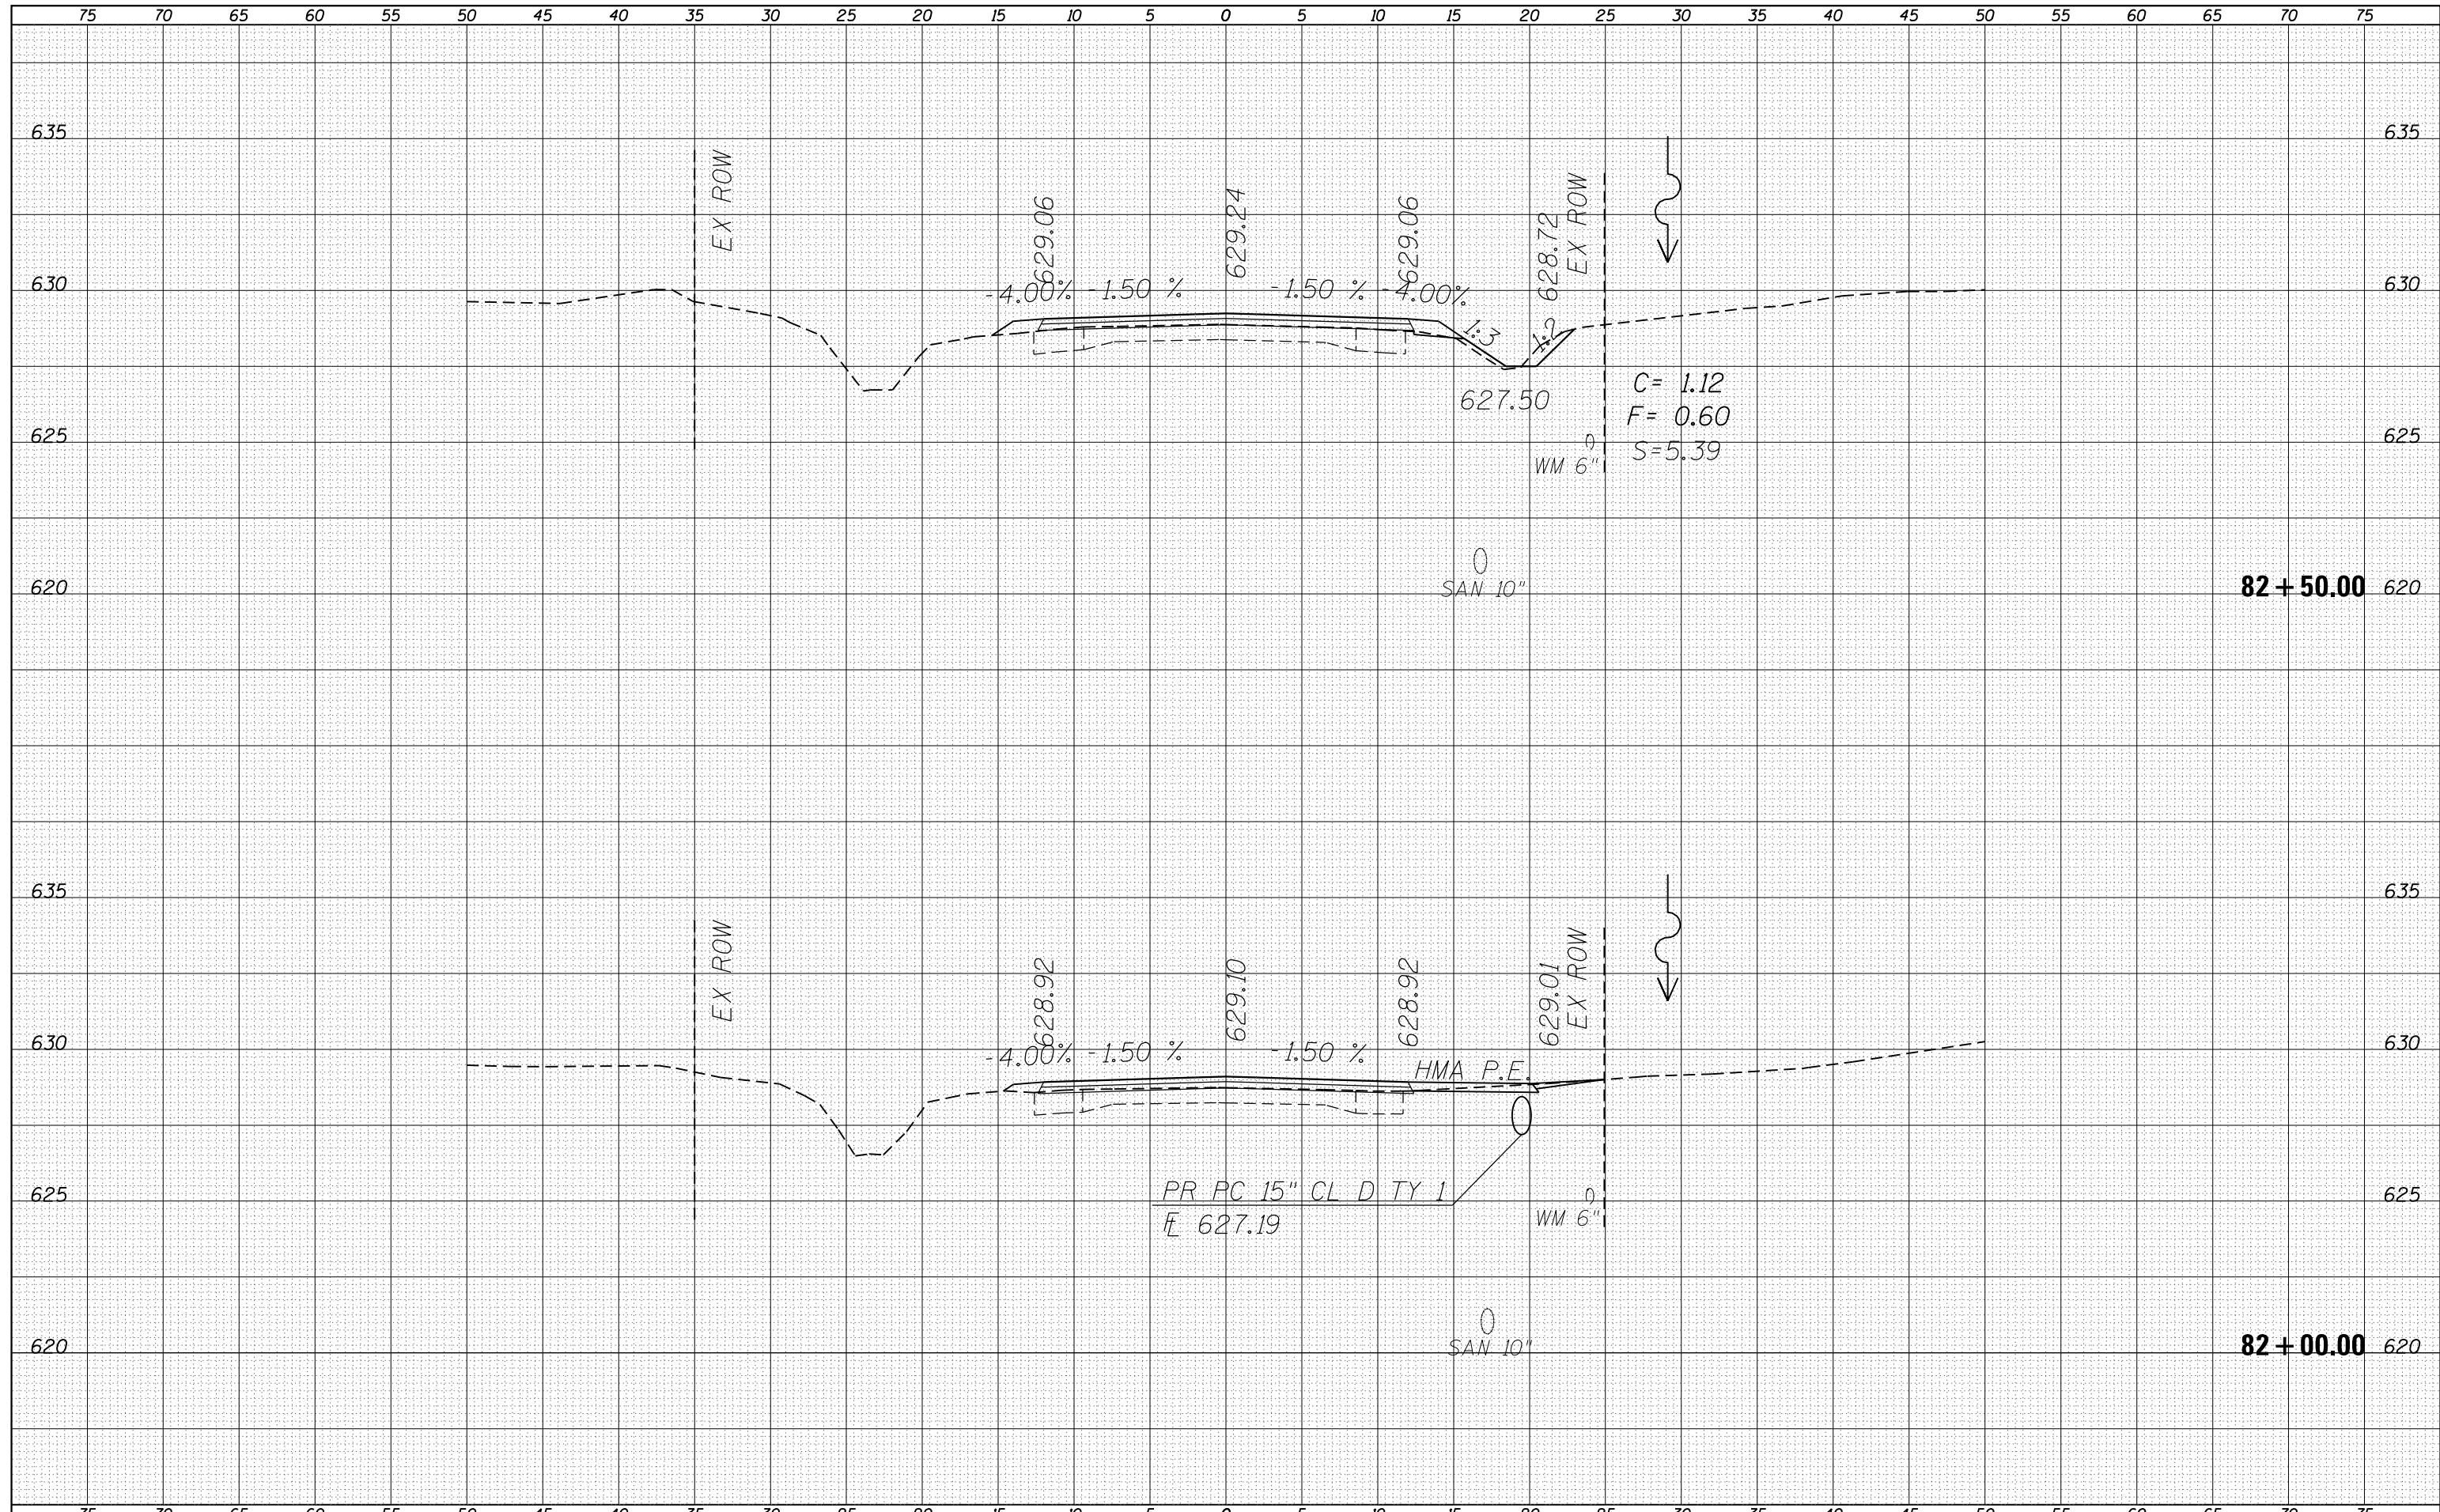 75 70 65 60 55 50 45 40 35 30 25 20 15 10 5 0 5 10 15 20 25 30 35 40 45 50 55 60 65 70 75
635 635
EX ROW
629.06
629.24
629.06
628.72
EX ROW
630 630
-4.00% -1.50 % -1.50 % -4.00%
1:3
1:2
627.50
C= 1.12
F= 0.60
S=5.39
625 625
WM 6"
SAN 10"
620 82+50.00 620
635 635
EX ROW
628.92
629.10
628.92
629.01
EX ROW
630 630
-4.00% -1.50 % -1.50 %
HMA P.E.
PR PC 15" CL D TY 1
FL 627.19
625 625
WM 6"
SAN 10"
620 82+00.00 620
75 70 65 60 55 50 45 40 35 30 25 20 15 10 5 0 5 10 15 20 25 30 35 40 45 50 55 60 65 70 75